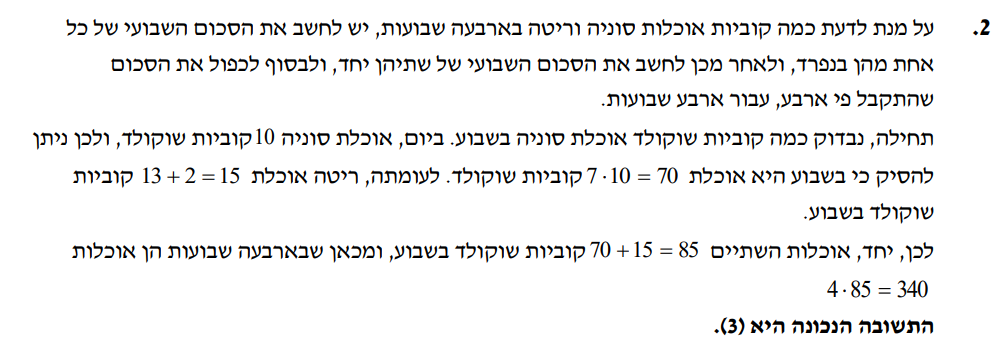 2. על מנת לדעת כמה קוביות אוכלות סוניה וריטה בארבעה שבועות, יש לחשב את הסכום השבועי של כל
אחת מהן בנפרד, ולאחר מכן לחשב את הסכום השבועי של שתיהן יחד, ולבסוף לכפול את הסכום
שהתקבל פי ארבע, עבור ארבע שבועות.
תחילה, נבדוק כמה קוביות שוקולד אוכלת סוניה בשבוע. ביום, אוכלת סוניה 10 קוביות שוקולד, ולכן ניתן
להסיק כי בשבוע היא אוכלת 7·10 = 70 קוביות שוקולד. לעומתה, ריטה אוכלת 13 + 2 = 15 קוביות
שוקולד בשבוע.
לכן, יחד, אוכלות השתיים 70 + 15 = 85 קוביות שוקולד בשבוע, ומכאן שבארבעה שבועות הן אוכלות
4·85 = 340
התשובה הנכונה היא (3).